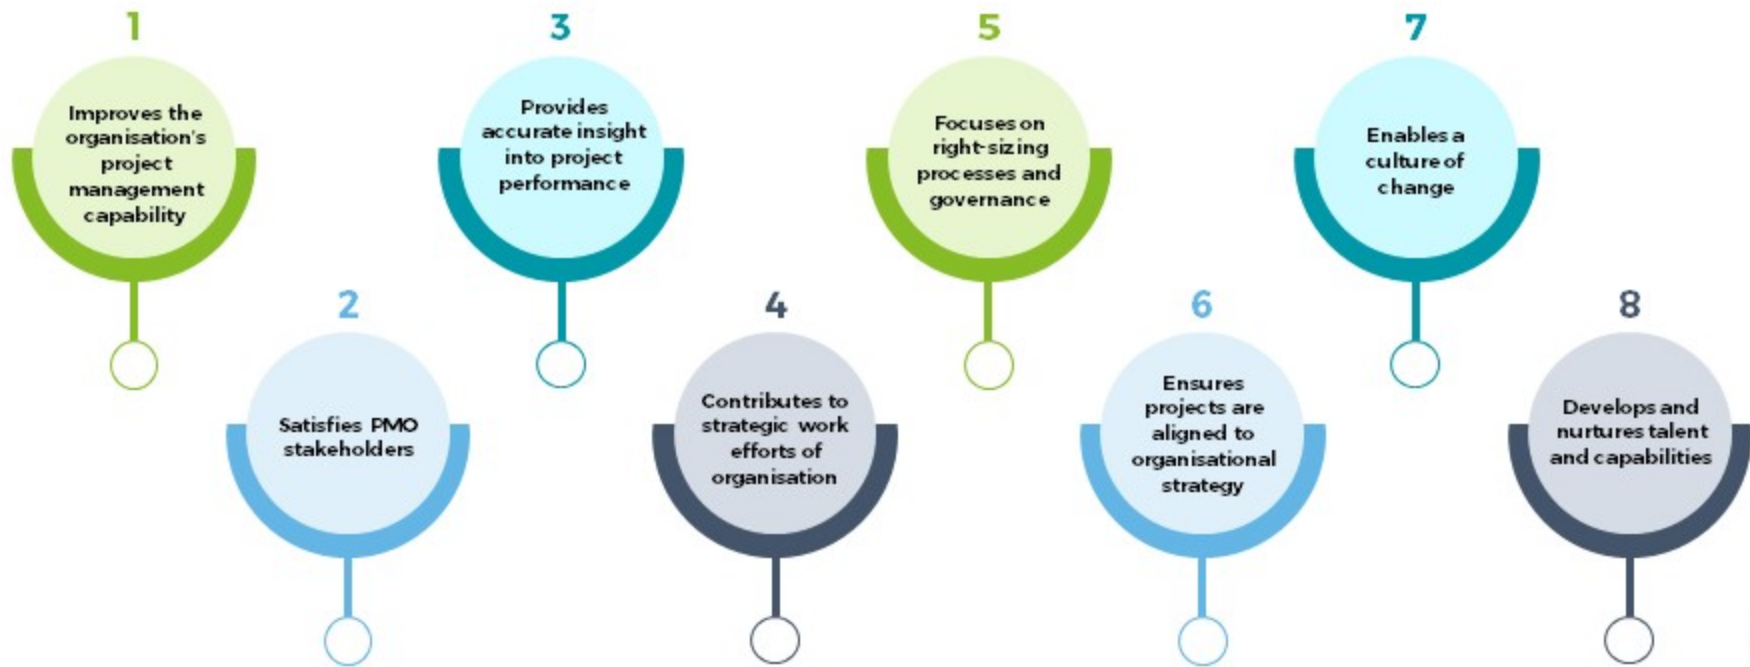 1
Improves the
organisation's
project
management
capability
2
Satisfies PMO
stakeholders
3
Provides
accurate insight
into project
performance
4
Contributes to
strategic work
efforts of
organisation
5
Focuses on
right-sizing
processes and
governance
6
Ensures
projects are
aligned to
organisational
strategy
7
Enables a
culture of
change
8
Develops and
nurtures talent
and capabilities